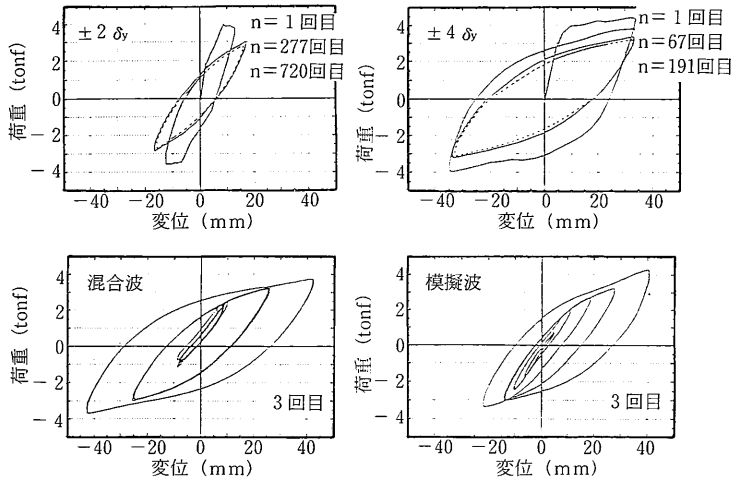 ±2 δy
n=1回目
n=277回目
n=720回目
荷重 (tonf)
4
2
0
−2
−4
−40 −20 0 20 40
変位 (mm)
±4 δy
n=1回目
n=67回目
n=191回目
荷重 (tonf)
4
2
0
−2
−4
−40 −20 0 20 40
変位 (mm)
混合波
3回目
荷重 (tonf)
4
2
0
−2
−4
−40 −20 0 20 40
変位 (mm)
模擬波
3回目
荷重 (tonf)
4
2
0
−2
−4
−40 −20 0 20 40
変位 (mm)